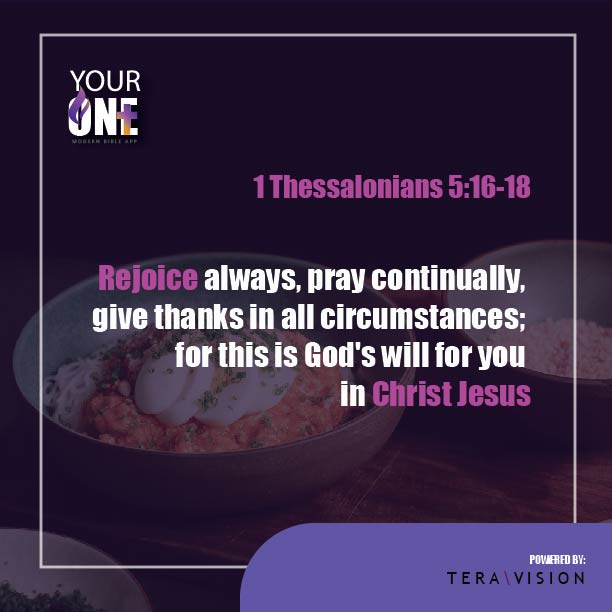 YOUR
ONE
MODERN BIBLE APP
1 Thessalonians 5:16-18
Rejoice always, pray continually,
give thanks in all circumstances;
for this is God's will for you
in Christ Jesus
POWERED BY:
TERA\VISION